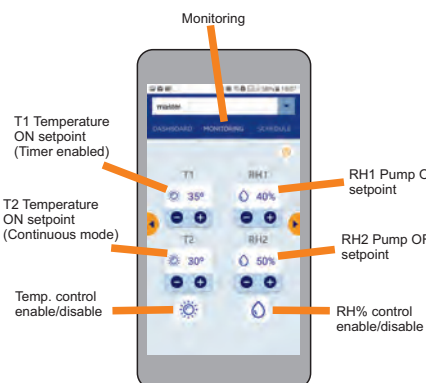 Monitoring
master
DASHBOARD MONITORING SCHEDULE
T1 Temperature
ON setpoint
(Timer enabled)
T1
RH1
35°
40%
RH1 Pump
setpoint
T2 Temperature
ON setpoint
(Continuous mode)
T2
RH2
30°
50%
RH2 Pump
setpoint
Temp. control
enable/disable
RH% control
enable/disable